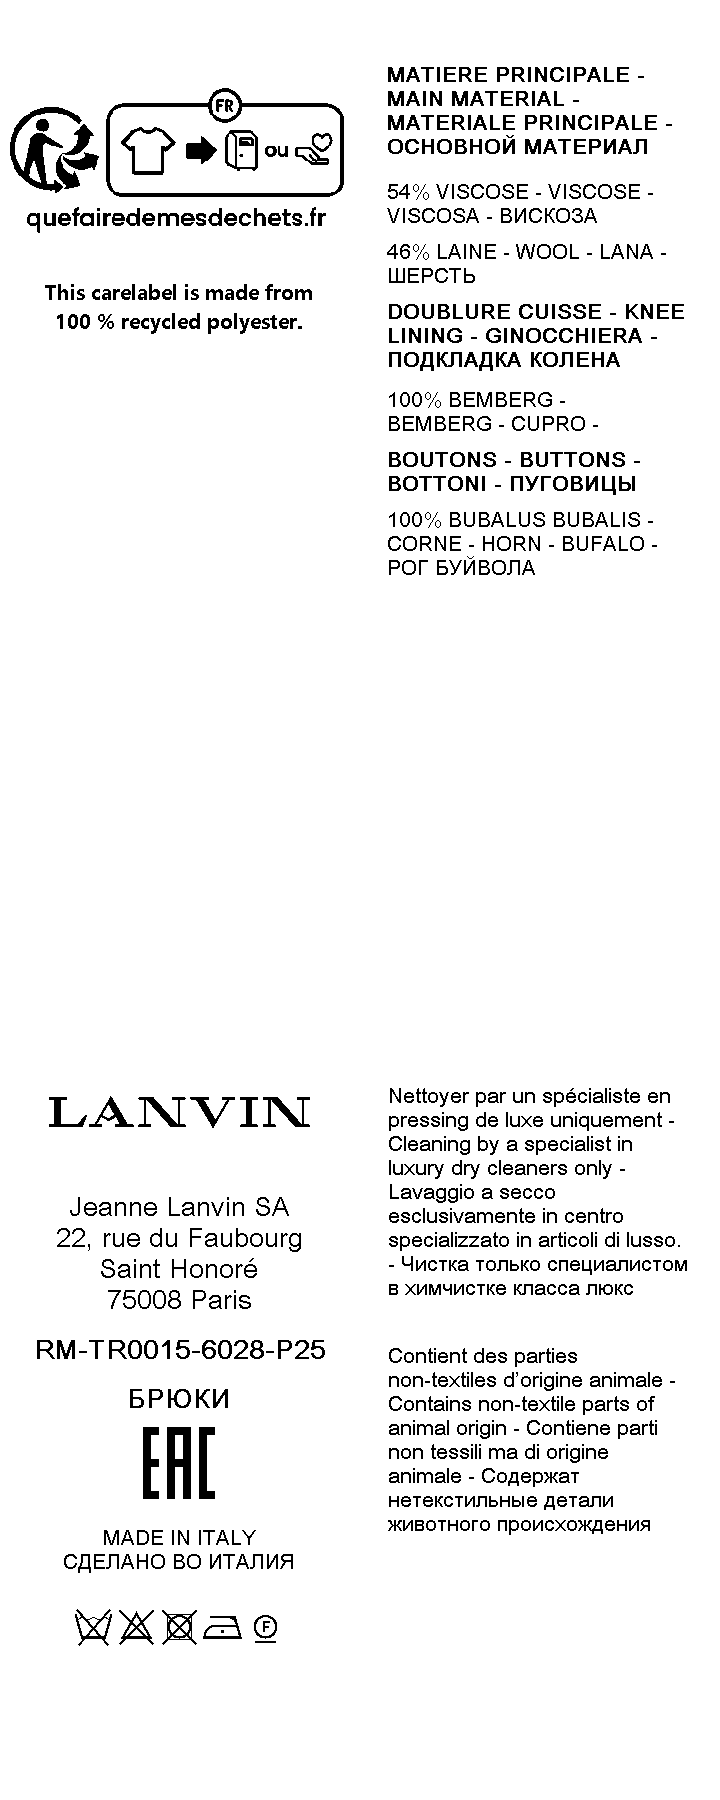 FR
ou
quefairedemesdechets.fr
This carelabel is made from
100 % recycled polyester.
MATIERE PRINCIPALE -
MAIN MATERIAL -
MATERIALE PRINCIPALE -
ОСНОВНОЙ МАТЕРИАЛ
54% VISCOSE - VISCOSE -
VISCOSA - ВИСКОЗА
46% LAINE - WOOL - LANA -
ШЕРСТЬ
DOUBLURE CUISSE - KNEE
LINING - GINOCCHIERA -
ПОДКЛАДКА КОЛЕНА
100% BEMBERG -
BEMBERG - CUPRO -
BOUTONS - BUTTONS -
BOTTONI - ПУГОВИЦЫ
100% BUBALUS BUBALIS -
CORNE - HORN - BUFALO -
РОГ БУЙВОЛА
LANVIN
Jeanne Lanvin SA
22, rue du Faubourg
Saint Honoré
75008 Paris
RM-TR0015-6028-P25
БРЮКИ
EAC
MADE IN ITALY
СДЕЛАНО ВО ИТАЛИЯ
F
Nettoyer par un spécialiste en
pressing de luxe uniquement -
Cleaning by a specialist in
luxury dry cleaners only -
Lavaggio a secco
esclusivamente in centro
specializzato in articoli di lusso.
- Чистка только специалистом
в химчистке класса люкс
Contient des parties
non-textiles d’origine animale -
Contains non-textile parts of
animal origin - Contiene parti
non tessili ma di origine
animale - Содержат
нетекстильные детали
животного происхождения